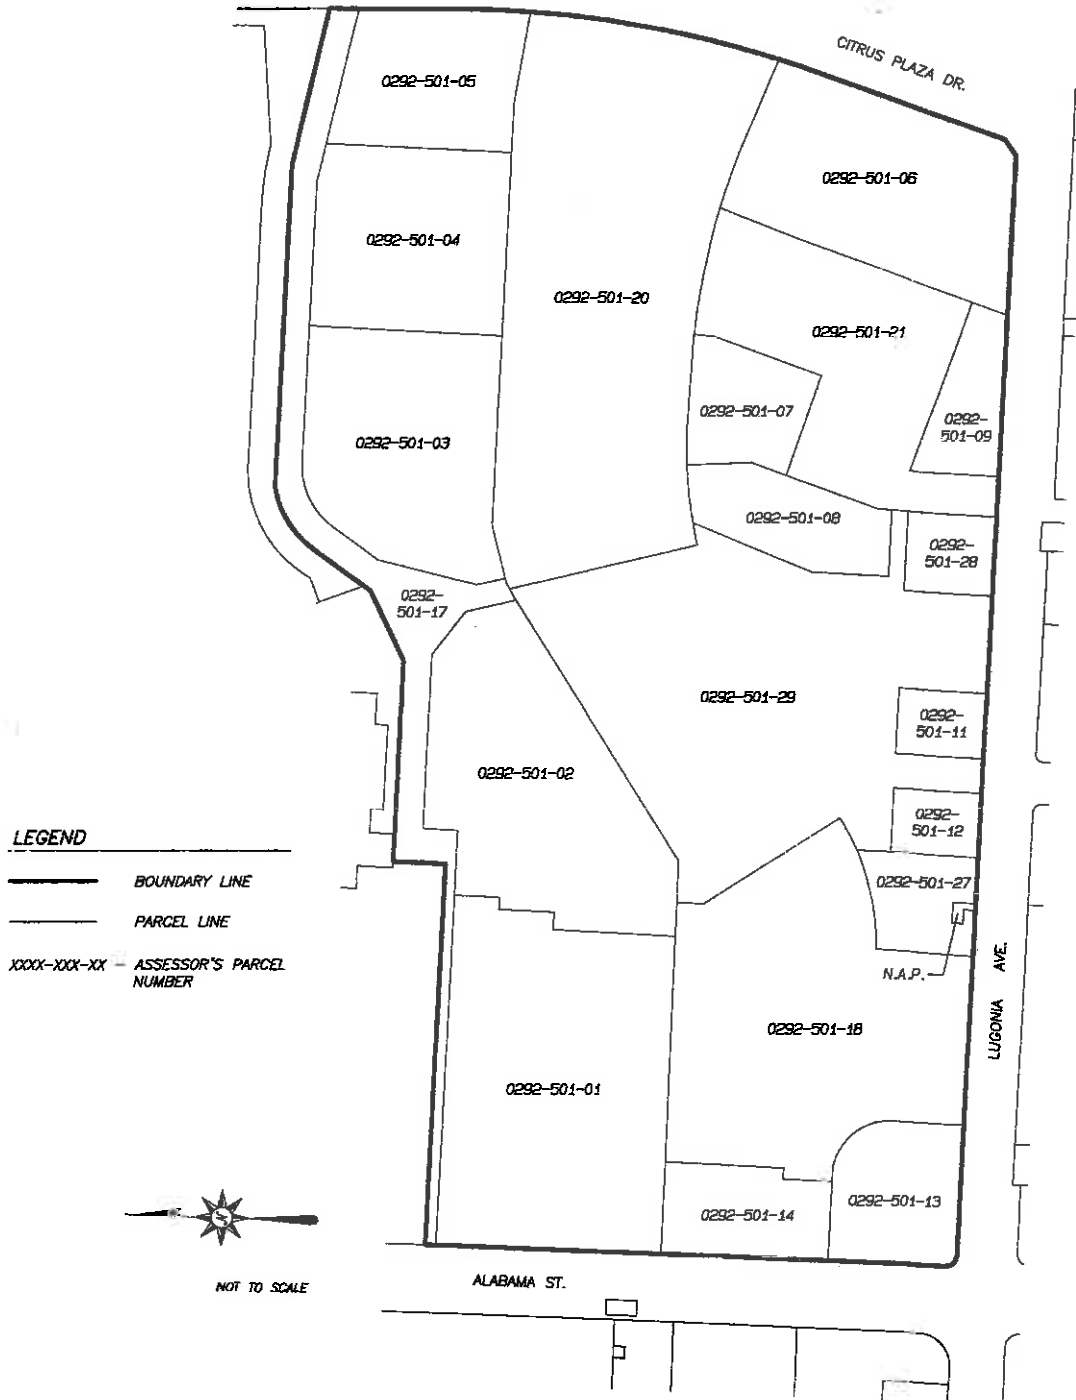 CITRUS PLAZA DR.
0292-501-05
0292-501-06
0292-501-04
0292-501-20
0292-501-21
0292-501-07
0292-
501-09
0292-501-03
0292-501-08
0292-
501-28
0292-
501-17
0292-501-29
0292-
501-11
0292-501-02
0292-
501-12
LEGEND
BOUNDARY LINE
PARCEL LINE
XXXX-XXX-XX - ASSESSOR'S PARCEL
NUMBER
0292-501-27
N.A.P.
LUGONIA AVE.
0292-501-18
0292-501-01
0292-501-14
0292-501-13
NOT TO SCALE
ALABAMA ST.